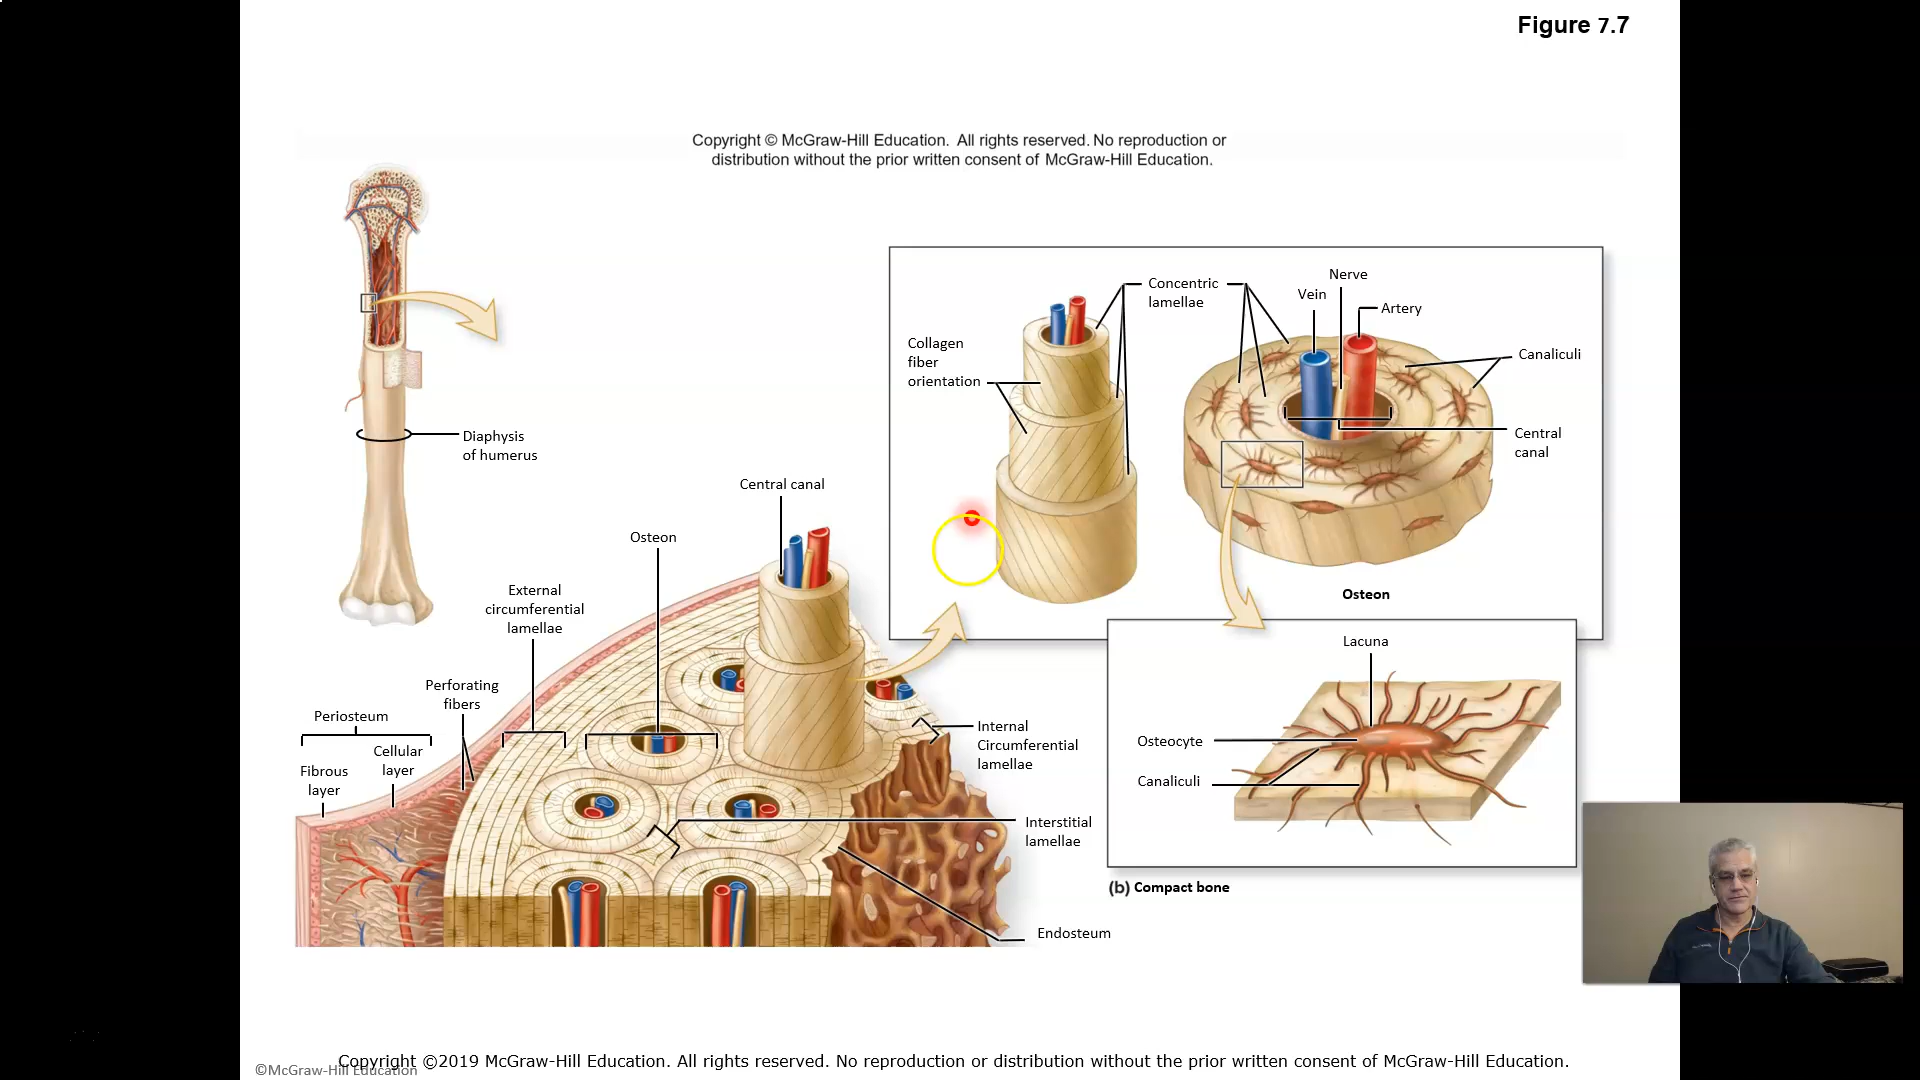 Figure 7.7
Copyright © McGraw-Hill Education. All rights reserved. No reproduction or
distribution without the prior written consent of McGraw-Hill Education.
Nerve
Concentric
lamellae
Vein
Artery
Collagen
fiber
orientation
Canaliculi
Central
canal
Diaphysis
of humerus
Central canal
Osteon
External
circumferential
lamellae
Osteon
Lacuna
Perforating
fibers
Periosteum
Cellular
layer
Fibrous
layer
Internal
Circumferential
lamellae
Osteocyte
Canaliculi
Interstitial
lamellae
(b) Compact bone
Endosteum
Copyright ©2019 McGraw-Hill Education. All rights reserved. No reproduction or distribution without the prior written consent of McGraw-Hill Education.
©McGraw-Hill Education